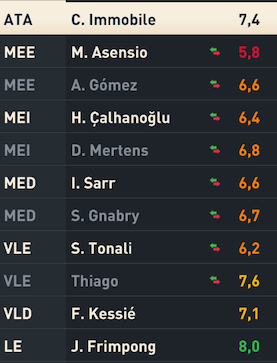 ATA C. Immobile 7,4
MEE M. Asensio 5,8
MEE A. Gómez 6,6
MEI H. Çalhanoğlu 6,4
MEI D. Mertens 6,8
MED I. Sarr 6,6
MED S. Gnabry 6,7
VLE S. Tonali 6,2
VLE Thiago 7,6
VLD F. Kessié 7,1
LE J. Frimpong 8,0